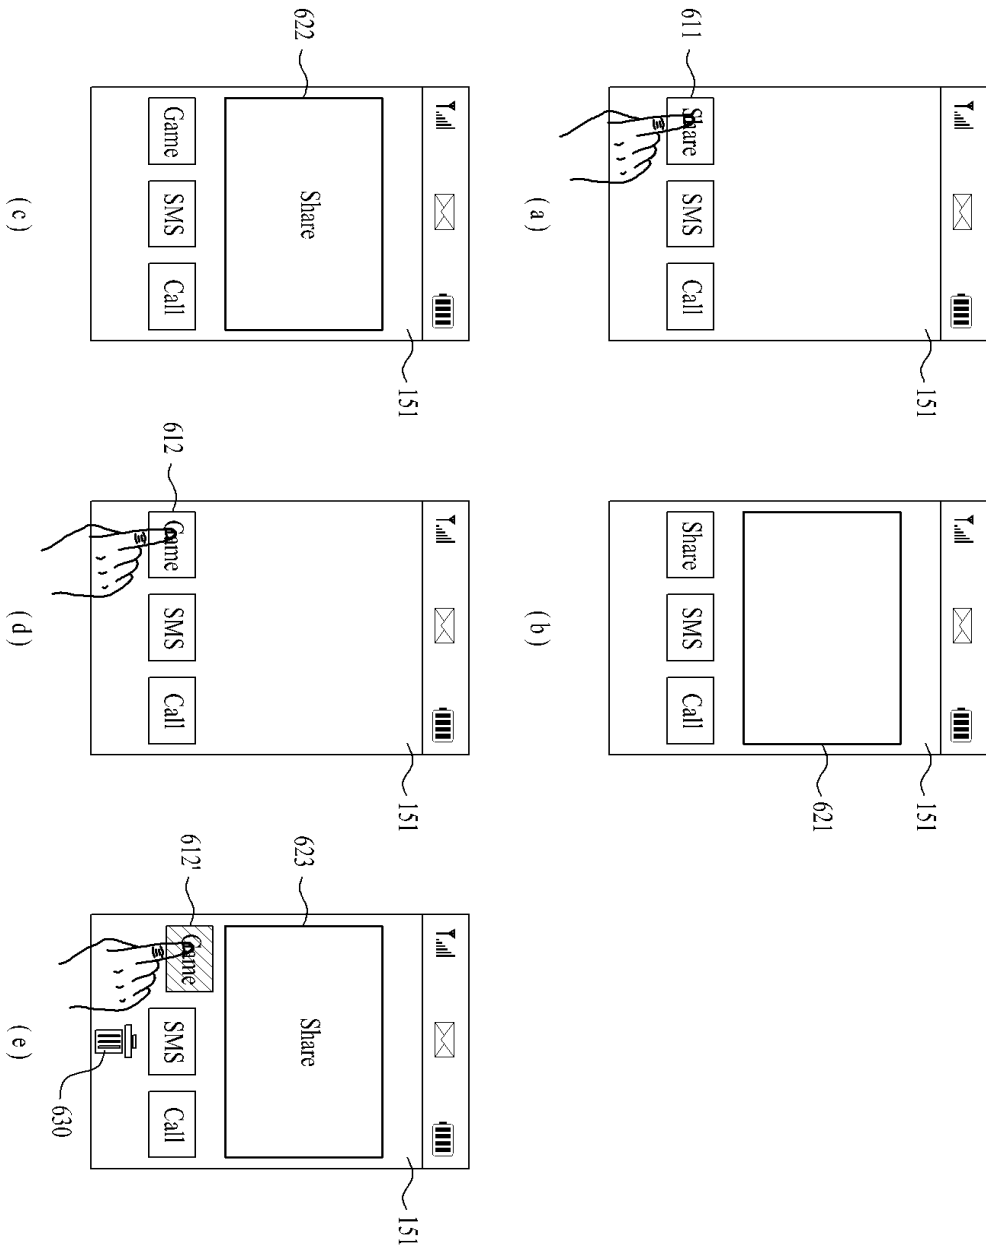 611
Share
SMS
Call
151
(a)
Share
SMS
Call
151
621
(b)
622
Share
Game
SMS
Call
151
(c)
612
Game
SMS
Call
151
(d)
623
612'
Share
Game
SMS
Call
151
630
(e)